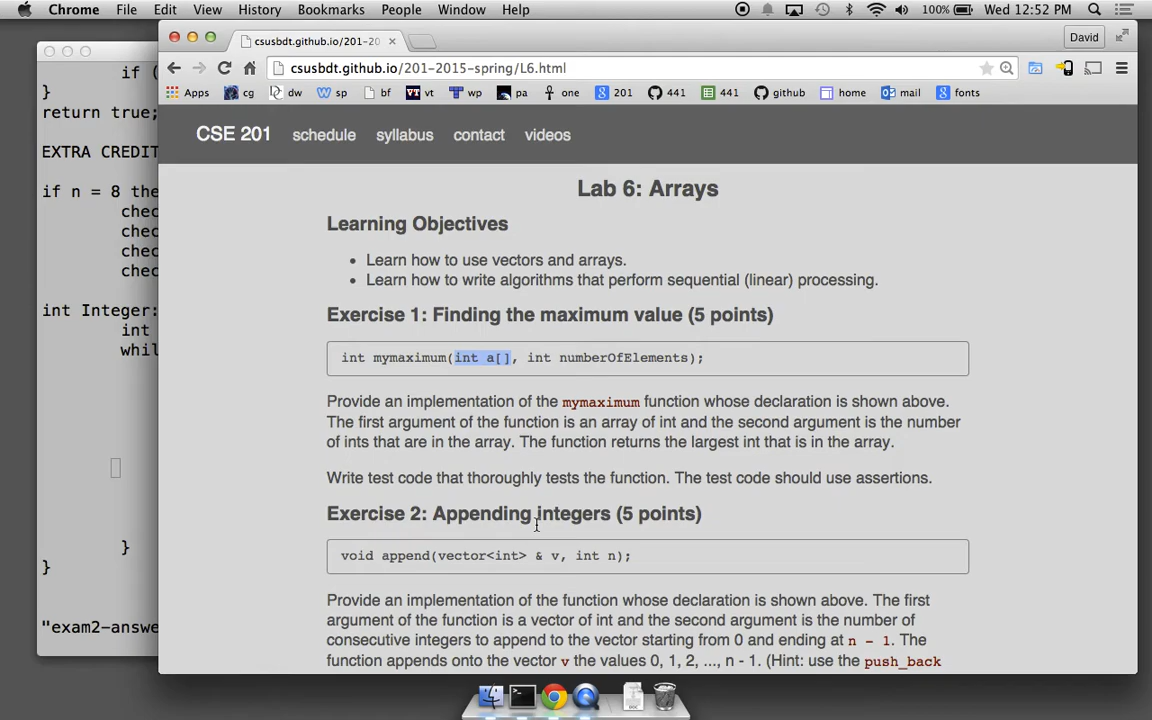 Chrome File Edit View History Bookmarks People Window Help 100% Wed 12:52 PM
csusbdt.github.io/201-20
David
csusbdt.github.io/201-2015-spring/L6.html
Apps cg dw sp bf vt wp pa one 201 441 441 github home mail fonts
CSE 201 schedule syllabus contact videos
if (
}
return true;
EXTRA CREDIT
if n = 8 the
chec
chec
chec
chec
int Integer:
int
whil
}
}
"exam2-answe
Lab 6: Arrays
Learning Objectives
• Learn how to use vectors and arrays.
• Learn how to write algorithms that perform sequential (linear) processing.
Exercise 1: Finding the maximum value (5 points)
int mymaximum(int a[], int numberOfElements);
Provide an implementation of the mymaximum function whose declaration is shown above.
The first argument of the function is an array of int and the second argument is the number
of ints that are in the array. The function returns the largest int that is in the array.
Write test code that thoroughly tests the function. The test code should use assertions.
Exercise 2: Appending integers (5 points)
void append(vector<int> & v, int n);
Provide an implementation of the function whose declaration is shown above. The first
argument of the function is a vector of int and the second argument is the number of
consecutive integers to append to the vector starting from 0 and ending at n - 1. The
function appends onto the vector v the values 0, 1, 2, ..., n - 1. (Hint: use the push_back